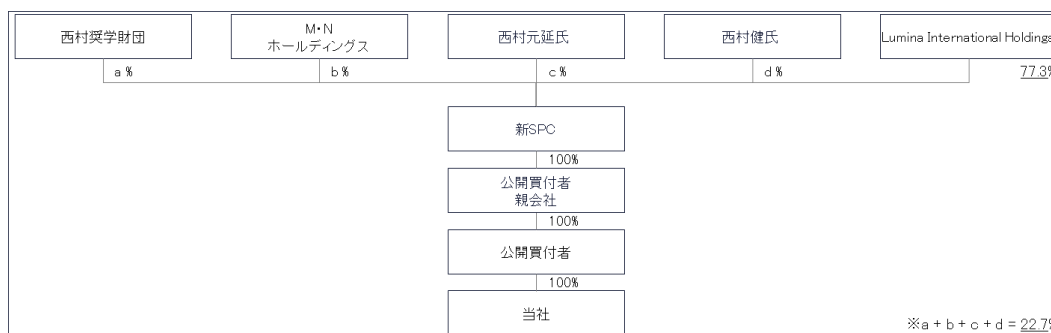 西村奨学財団
M・N
ホールディングス
西村元延氏
西村健氏
Lumina International Holdings
a %
b %
c %
d %
77.3%
新SPC
100%
公開買付者
親会社
100%
公開買付者
100%
当社
※a + b + c + d = 22.7%